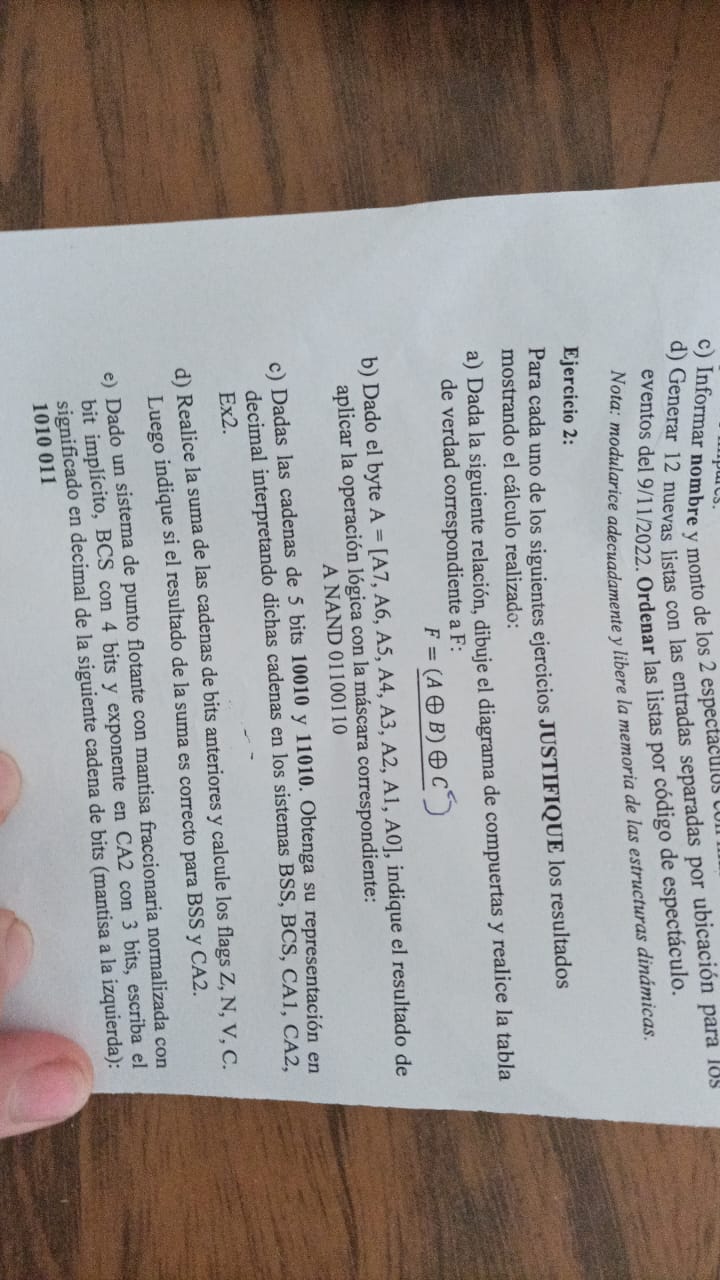 c) Informar nombre y monto de los 2 espectáculos
d) Generar 12 nuevas listas con las entradas separadas por ubicación para los
eventos del 9/11/2022. Ordenar las listas por código de espectáculo.
Nota: modularice adecuadamente y libere la memoria de las estructuras dinámicas.
Ejercicio 2:
Para cada uno de los siguientes ejercicios JUSTIFIQUE los resultados
mostrando el cálculo realizado:
a) Dada la siguiente relación, dibuje el diagrama de compuertas y realice la tabla
de verdad correspondiente a F:
F = (A ⊕ B) ⊕ C
b) Dado el byte A = [A7, A6, A5, A4, A3, A2, A1, A0], indique el resultado de
aplicar la operación lógica con la máscara correspondiente:
A NAND 01100110
c) Dadas las cadenas de 5 bits 10010 y 11010. Obtenga su representación en
decimal interpretando dichas cadenas en los sistemas BSS, BCS, CA1, CA2,
Ex2.
d) Realice la suma de las cadenas de bits anteriores y calcule los flags Z, N, V, C.
Luego indique si el resultado de la suma es correcto para BSS y CA2.
e) Dado un sistema de punto flotante con mantisa fraccionaria normalizada con
bit implícito, BCS con 4 bits y exponente en CA2 con 3 bits, escriba el
significado en decimal de la siguiente cadena de bits (mantisa a la izquierda):
1010 011